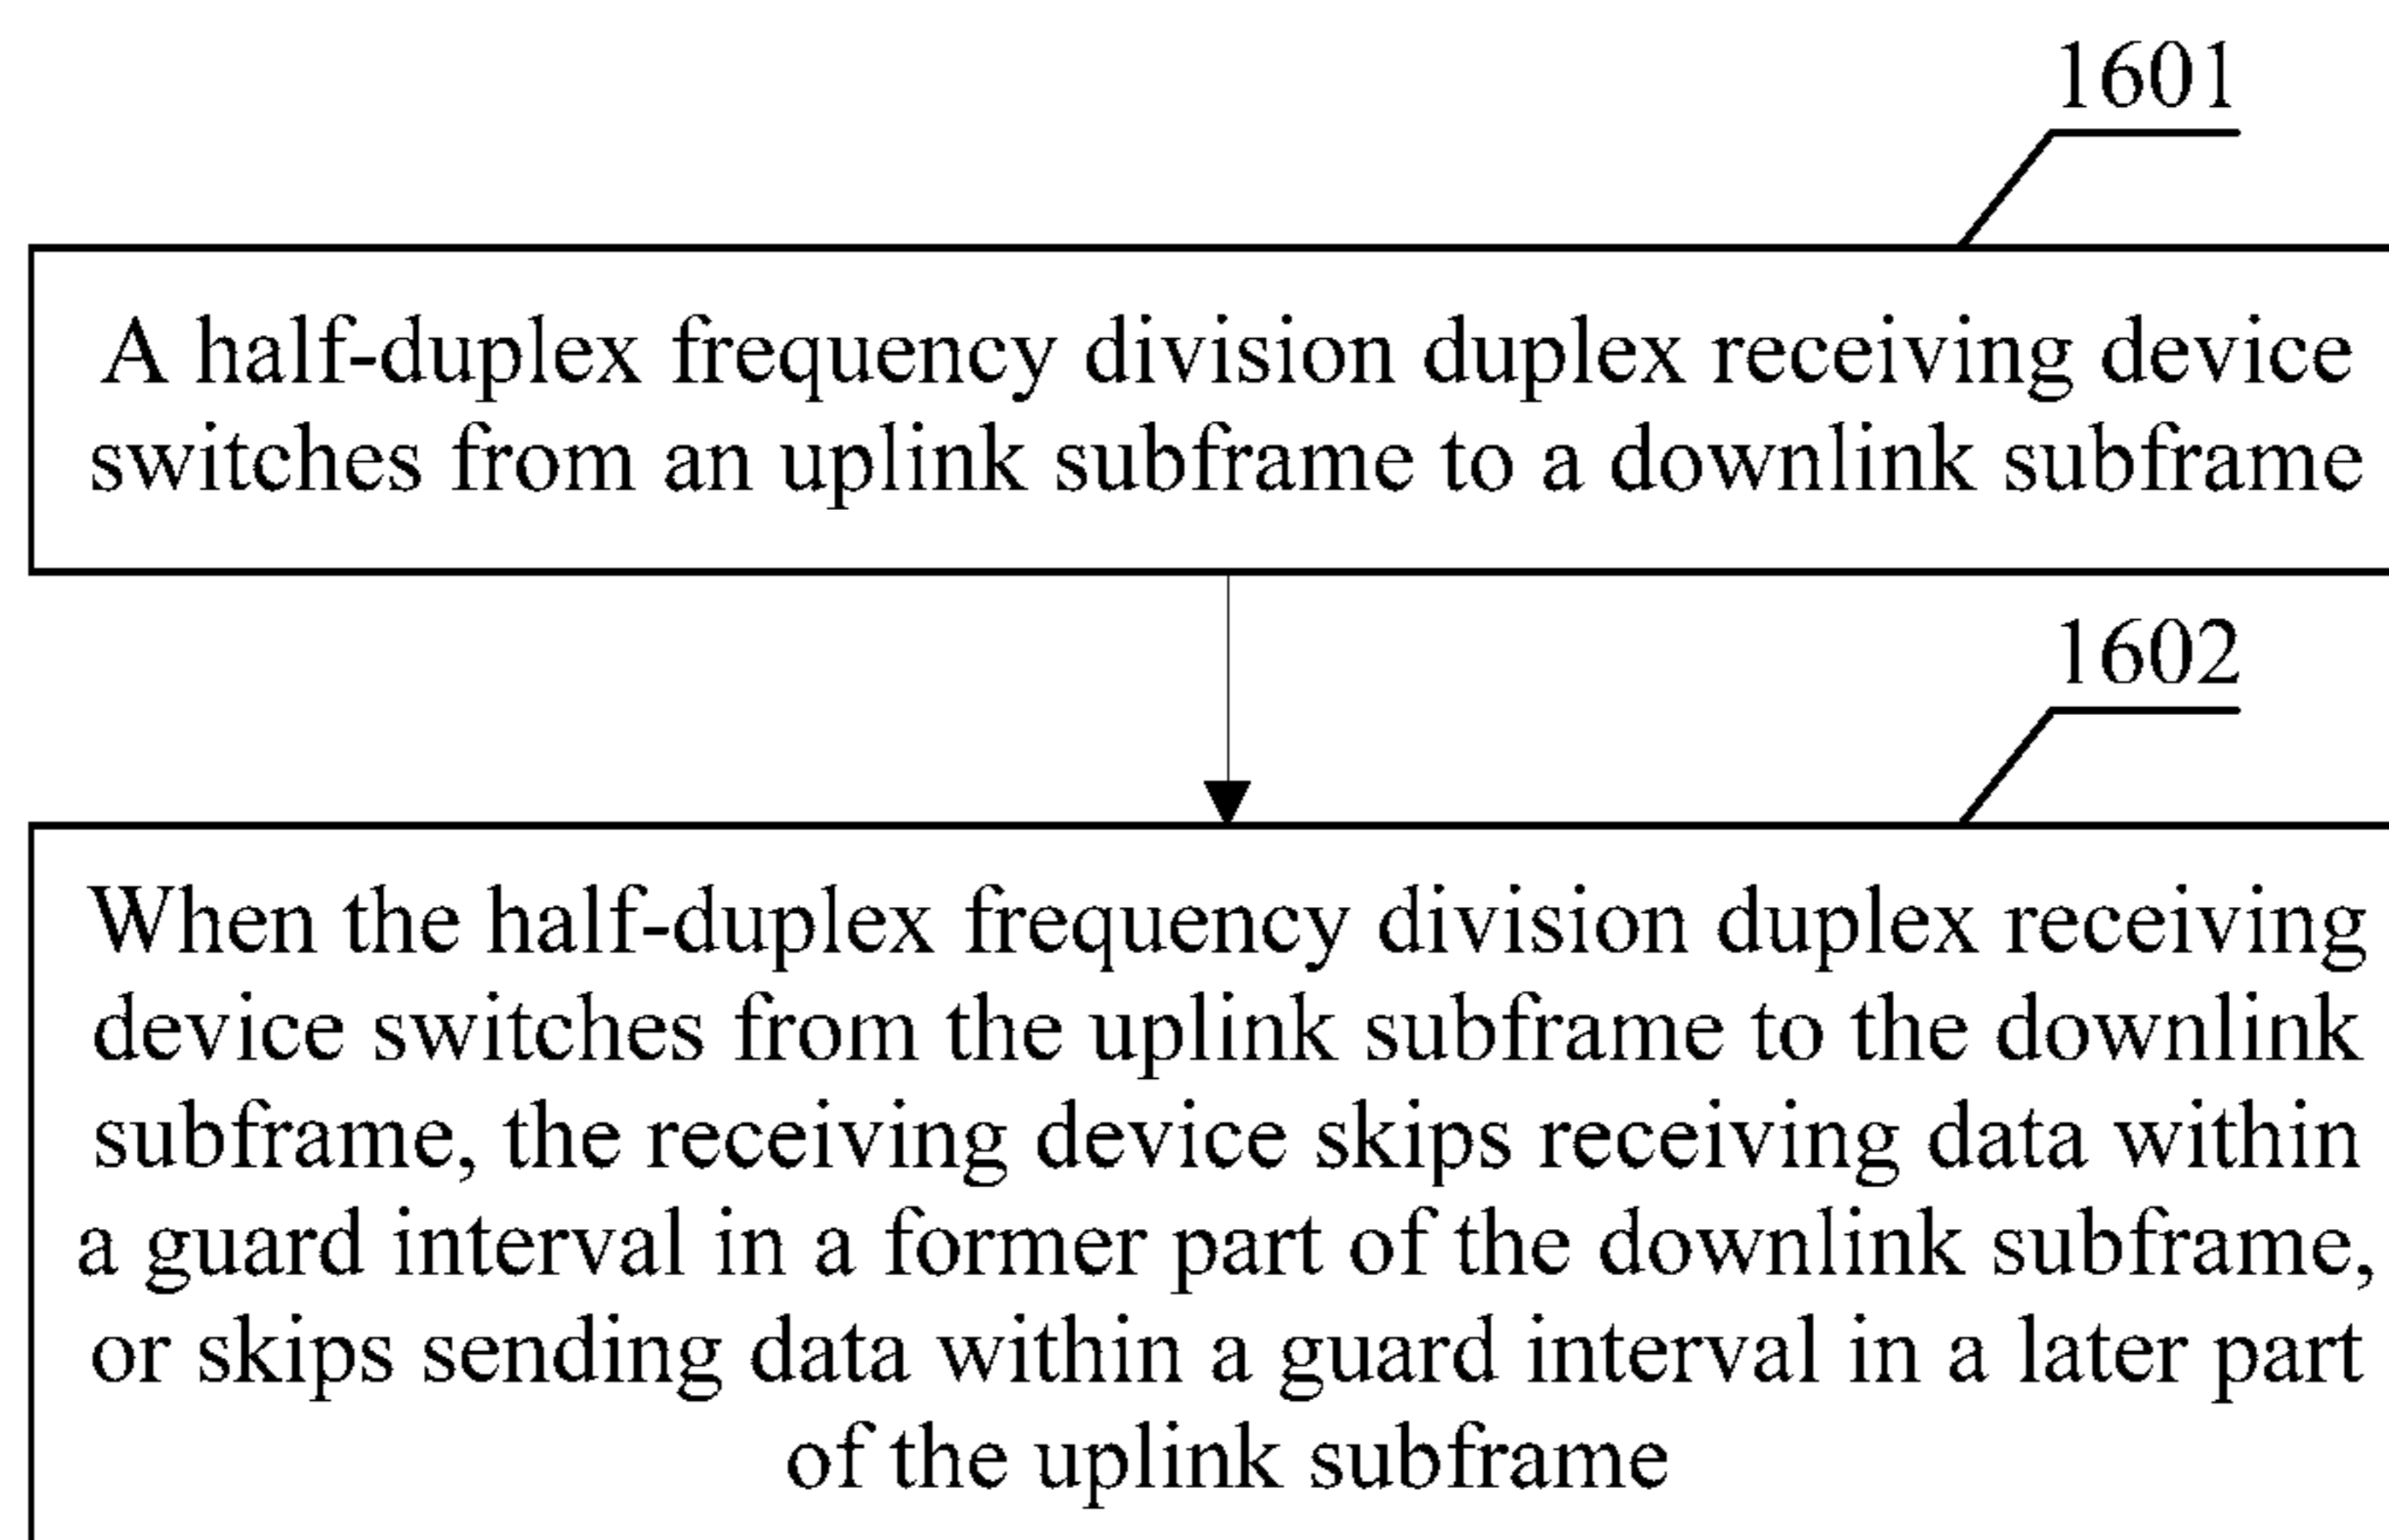 1601
A half-duplex frequency division duplex receiving device
switches from an uplink subframe to a downlink subframe
1602
When the half-duplex frequency division duplex receiving
device switches from the uplink subframe to the downlink
subframe, the receiving device skips receiving data within
a guard interval in a former part of the downlink subframe,
or skips sending data within a guard interval in a later part
of the uplink subframe